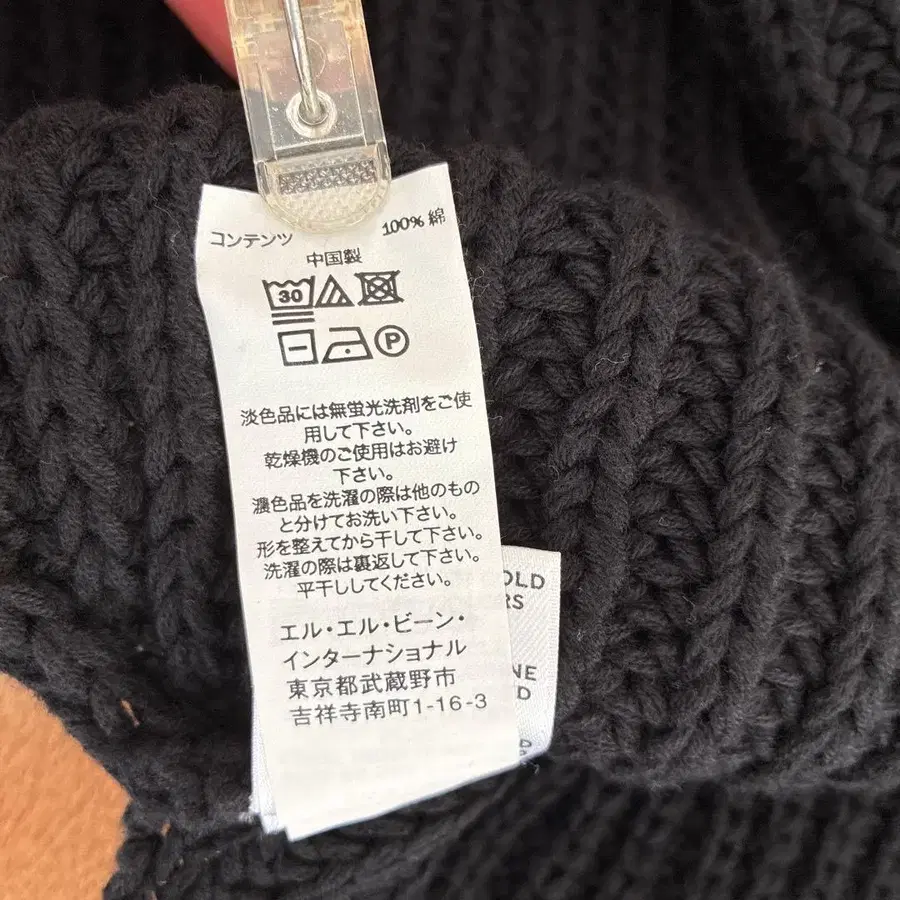 コンテンツ 100% 綿
中国製
30
P
淡色品には無蛍光洗剤をご使
用して下さい。
乾燥機のご使用はお避け
下さい。
濃色品を洗濯の際は他のもの
と分けてお洗い下さい。
形を整えてから干して下さい。
洗濯の際は裏返して下さい。
平干ししてください。
エル・エル・ビーン・
インターナショナル
東京都武蔵野市
吉祥寺南町1-16-3
OLD
RS
NE
D